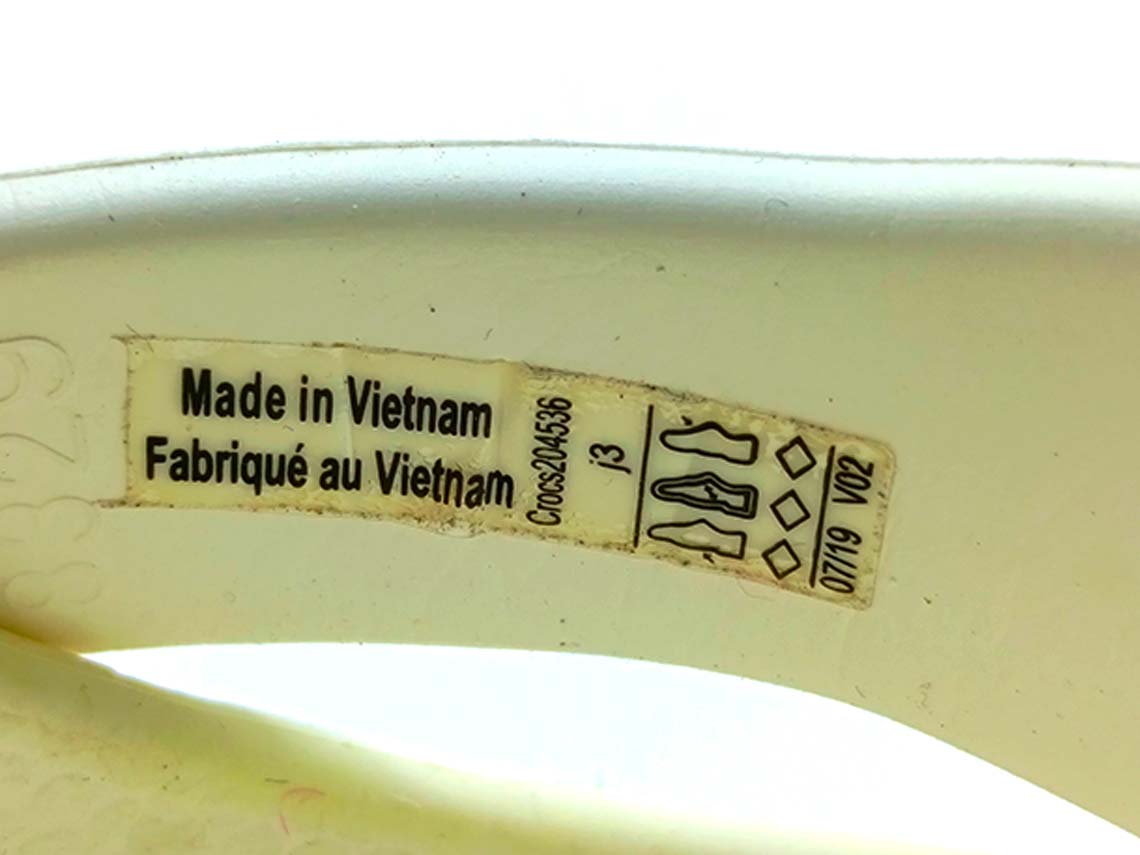 Made in Vietnam
Fabriqué au Vietnam
Crocs204536
j3
07/19 V02